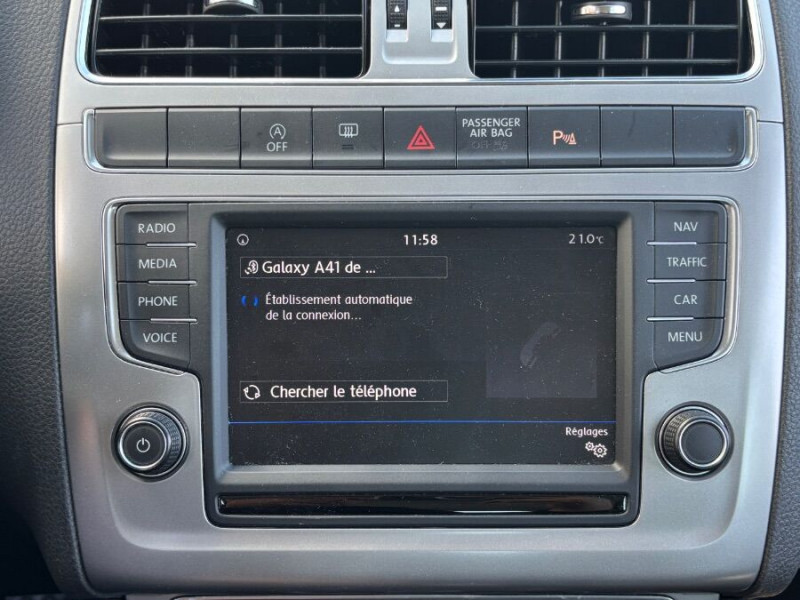 OFF
PASSENGER
AIR BAG
P
RADIO
MEDIA
PHONE
VOICE
11:58
21.0°C
Galaxy A41 de ...
Établissement automatique
de la connexion...
Chercher le téléphone
Réglages
NAV
TRAFFIC
CAR
MENU